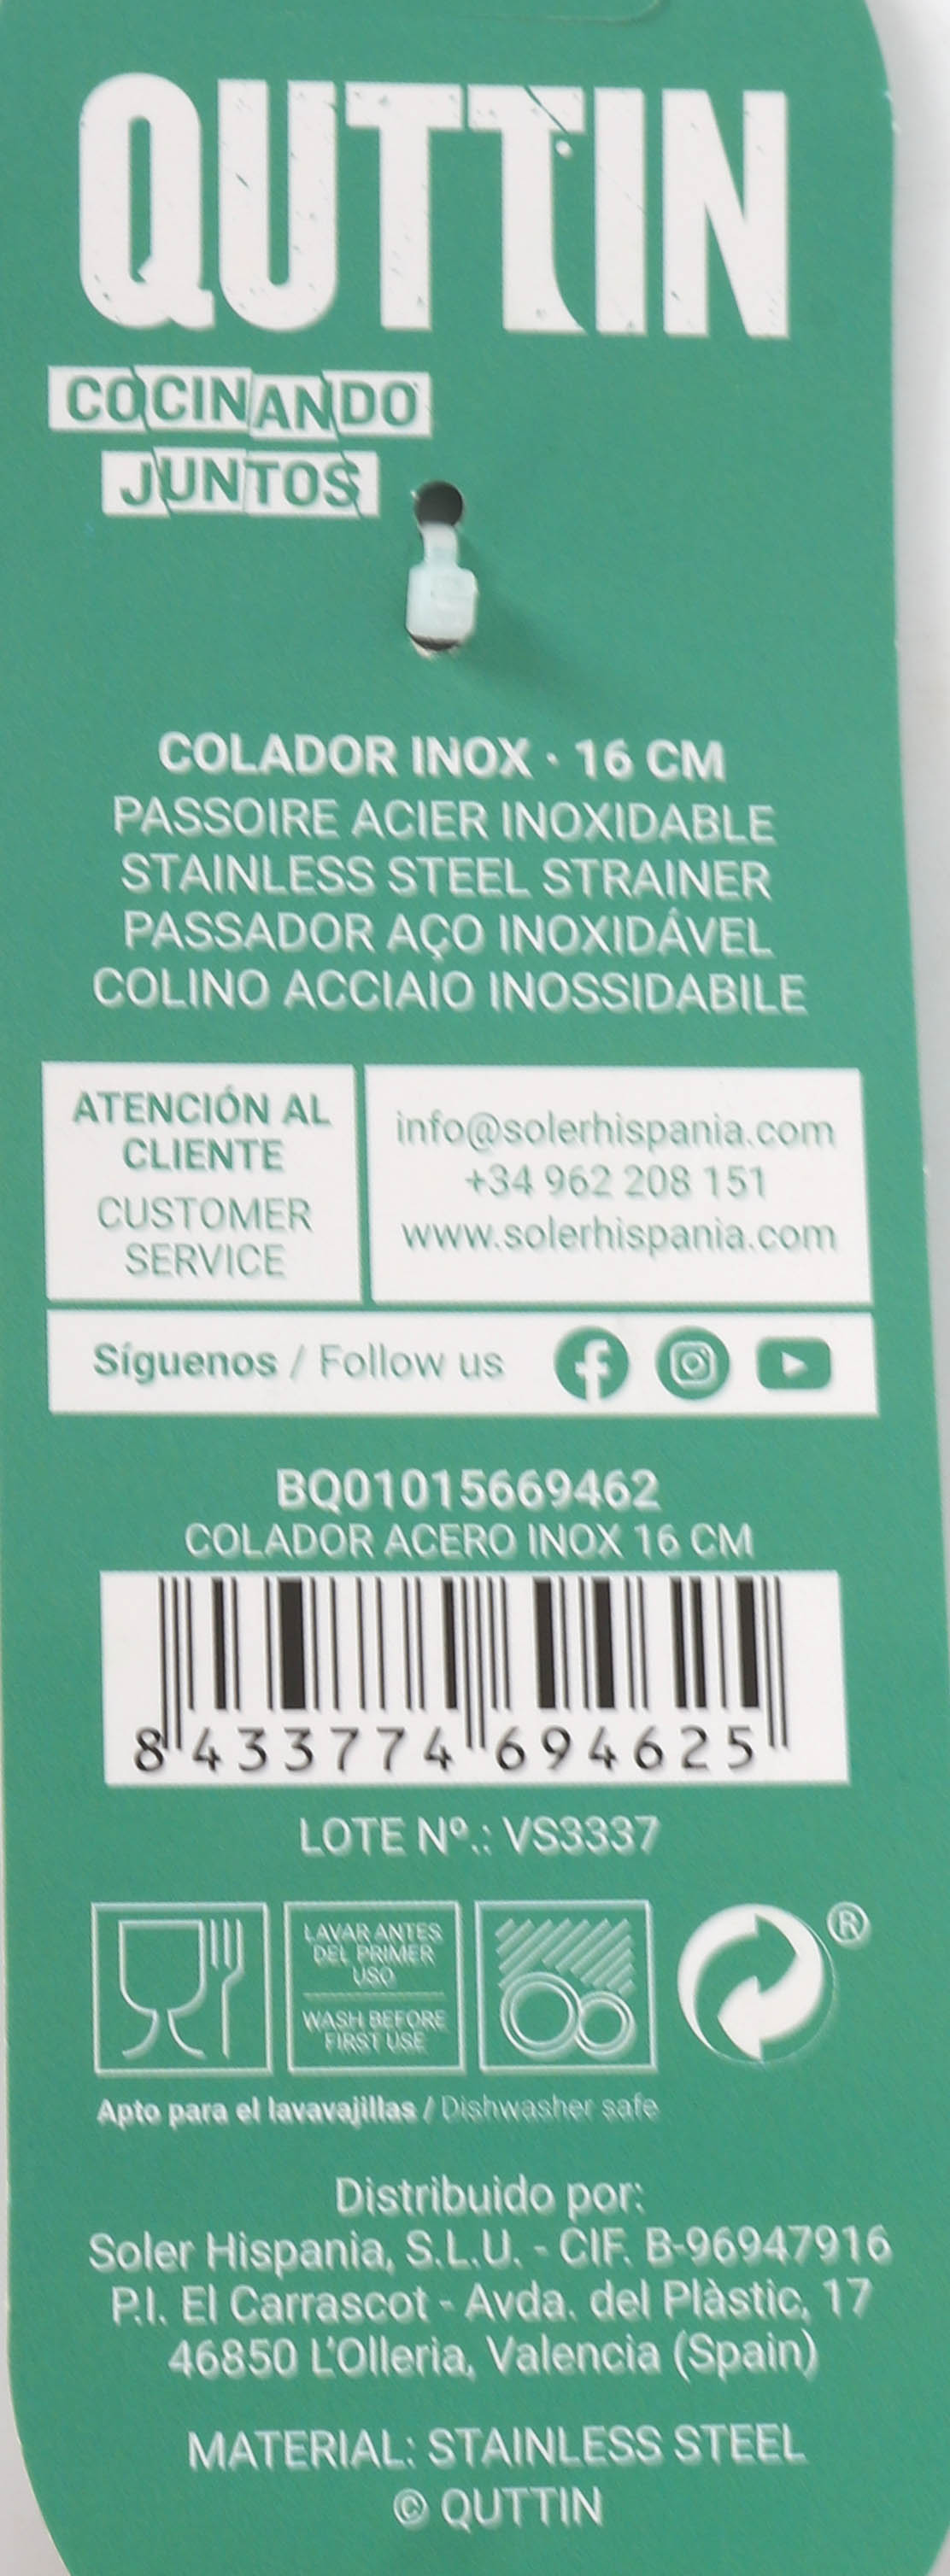 QUTTIN
COCINANDO
JUNTOS
COLADOR INOX · 16 CM
PASSOIRE ACIER INOXIDABLE
STAINLESS STEEL STRAINER
PASSADOR AÇO INOXIDÁVEL
COLINO ACCIAIO INOSSIDABILE
ATENCIÓN AL
CLIENTE
CUSTOMER
SERVICE
info@solerhispania.com
+34 962 208 151
www.solerhispania.com
Síguenos / Follow us
BQ01015669462
COLADOR ACERO INOX 16 CM
8 433774 694625
LOTE Nº.: VS3337
LAVAR ANTES
DEL PRIMER
USO
WASH BEFORE
FIRST USE
®
Apto para el lavavajillas / Dishwasher safe
Distribuido por:
Soler Hispania, S.L.U. - CIF. B-96947916
P.I. El Carrascot - Avda. del Plàstic, 17
46850 L'Olleria, Valencia (Spain)
MATERIAL: STAINLESS STEEL
© QUTTIN